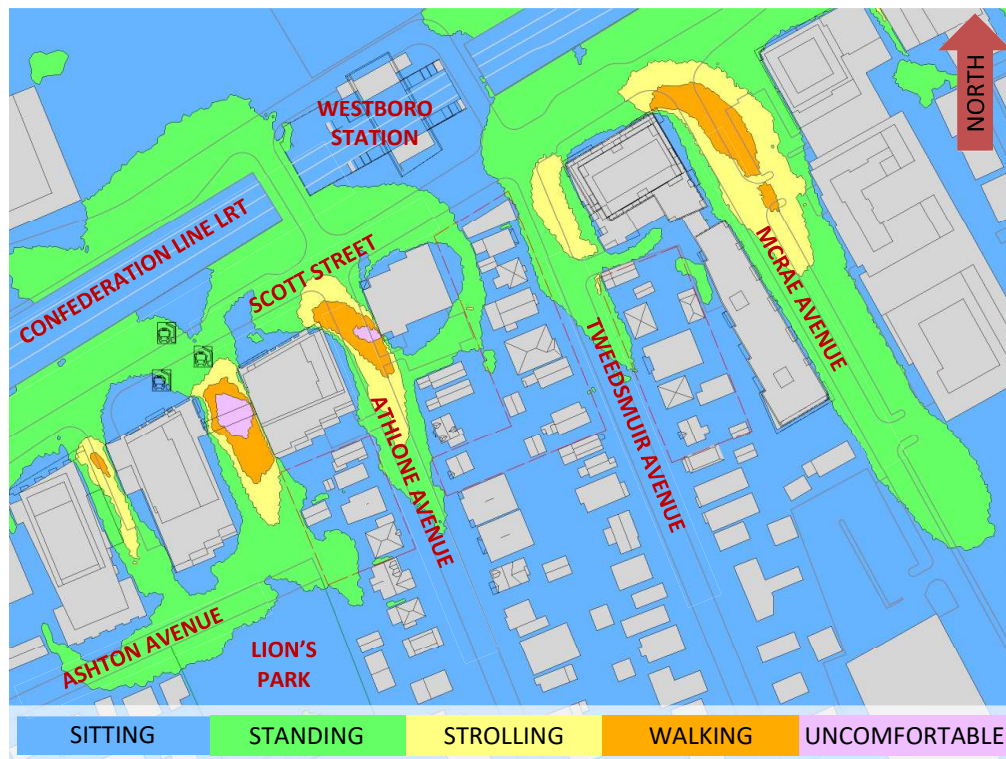 NORTH
WESTBORO
STATION
CONFEDERATION LINE LRT
SCOTT STREET
MCRAE AVENUE
TWEEDSMUIR AVENUE
ATHLONE AVENUE
ASHTON AVENUE
LION'S
PARK
SITTING
STANDING
STROLLING
WALKING
UNCOMFORTABLE